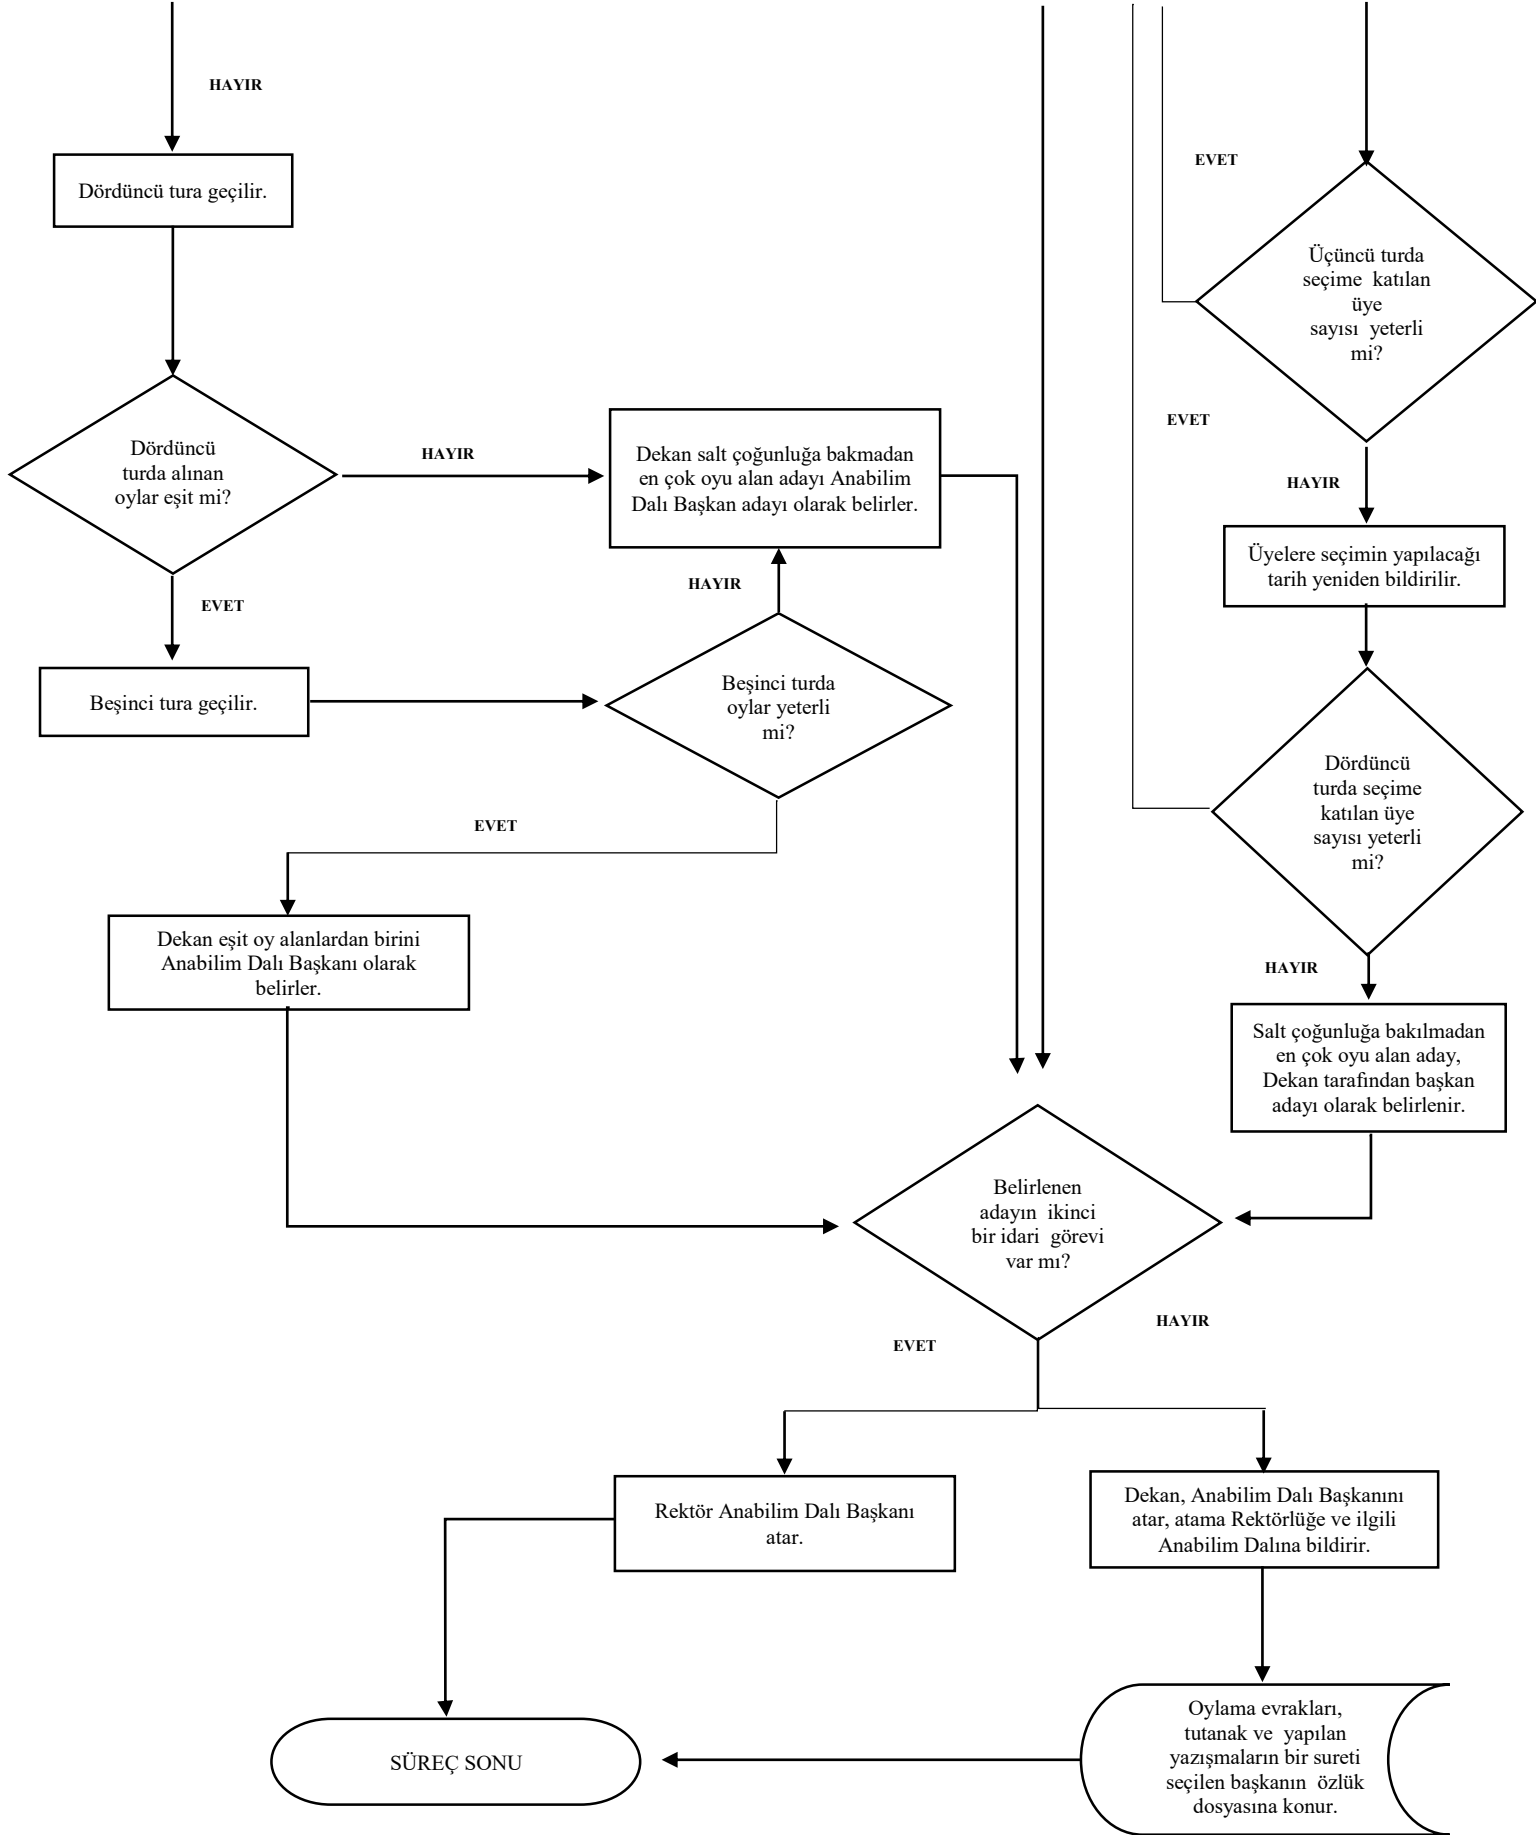 HAYIR
Dördüncü tura geçilir.
EVET
Üçüncü turda
seçime katılan
üye
sayısı yeterli
mi?
Dördüncü
turda alınan
oylar eşit mi?
HAYIR
Dekan salt çoğunluğa bakmadan
en çok oyu alan adayı Anabilim
Dalı Başkan adayı olarak belirler.
EVET
HAYIR
Üyelere seçimin yapılacağı
tarih yeniden bildirilir.
EVET
HAYIR
Beşinci tura geçilir.
Beşinci turda
oylar yeterli
mi?
Dördüncü
turda seçime
katılan üye
sayısı yeterli
mi?
EVET
Dekan eşit oy alanlardan birini
Anabilim Dalı Başkanı olarak
belirler.
HAYIR
Salt çoğunluğa bakılmadan
en çok oyu alan aday,
Dekan tarafından başkan
adayı olarak belirlenir.
Belirlenen
adayın ikinci
bir idari görevi
var mı?
EVET
HAYIR
Rektör Anabilim Dalı Başkanı
atar.
Dekan, Anabilim Dalı Başkanını
atar, atama Rektörlüğe ve ilgili
Anabilim Dalına bildirir.
SÜREÇ SONU
Oylama evrakları,
tutanak ve yapılan
yazışmaların bir sureti
seçilen başkanın özlük
dosyasına konur.